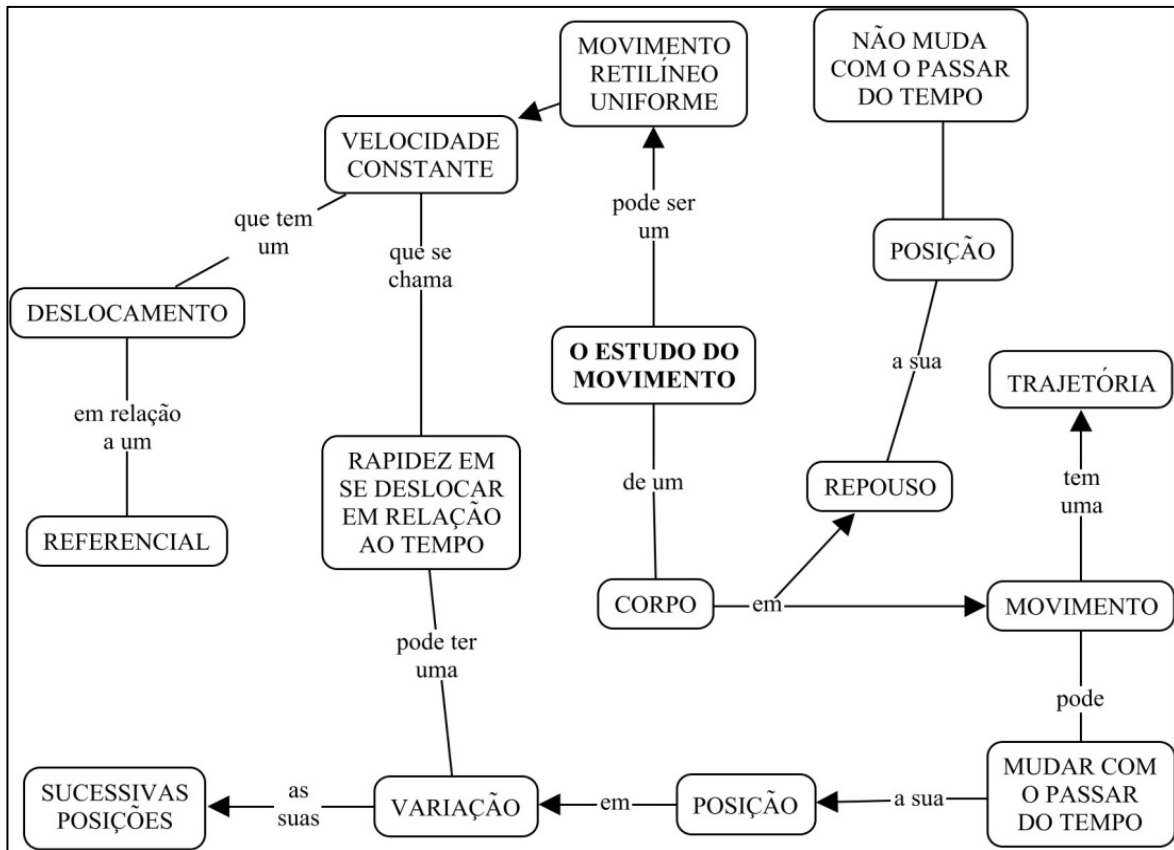 MOVIMENTO
RETILÍNEO
UNIFORME
NÃO MUDA
COM O PASSAR
DO TEMPO
VELOCIDADE
CONSTANTE
que tem
um
que se
chama
pode ser
um
POSIÇÃO
DESLOCAMENTO
O ESTUDO DO
MOVIMENTO
a sua
TRAJETÓRIA
em relação
a um
RAPIDEZ EM
SE DESLOCAR
EM RELAÇÃO
AO TEMPO
de um
REPOUSO
tem
uma
REFERENCIAL
CORPO
em
MOVIMENTO
pode ter
uma
pode
SUCESSIVAS
POSIÇÕES
as
suas
VARIAÇÃO
em
POSIÇÃO
a sua
MUDAR COM
O PASSAR
DO TEMPO